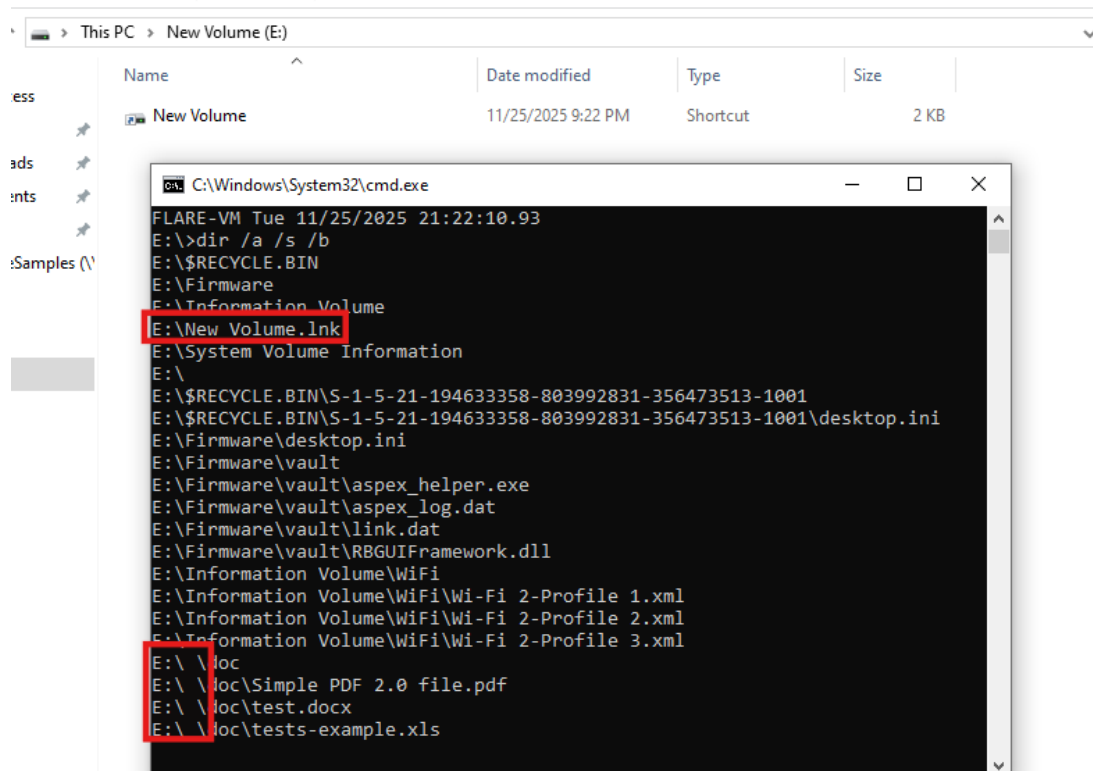 This PC > New Volume (E:)
Name Date modified Type Size
ess
New Volume 11/25/2025 9:22 PM Shortcut 2 KB
ads
ents
eSamples (\\
C:\Windows\System32\cmd.exe
FLARE-VM Tue 11/25/2025 21:22:10.93
E:\>dir /a /s /b
E:\$RECYCLE.BIN
E:\Firmware
E:\Information Volume
E:\New Volume.lnk
E:\System Volume Information
E:\ 
E:\$RECYCLE.BIN\S-1-5-21-194633358-803992831-356473513-1001
E:\$RECYCLE.BIN\S-1-5-21-194633358-803992831-356473513-1001\desktop.ini
E:\Firmware\desktop.ini
E:\Firmware\vault
E:\Firmware\vault\aspex_helper.exe
E:\Firmware\vault\aspex_log.dat
E:\Firmware\vault\link.dat
E:\Firmware\vault\RBGUIFramework.dll
E:\Information Volume\WiFi
E:\Information Volume\WiFi\Wi-Fi 2-Profile 1.xml
E:\Information Volume\WiFi\Wi-Fi 2-Profile 2.xml
E:\Information Volume\WiFi\Wi-Fi 2-Profile 3.xml
E:\ \doc
E:\ \doc\Simple PDF 2.0 file.pdf
E:\ \doc\test.docx
E:\ \doc\tests-example.xls